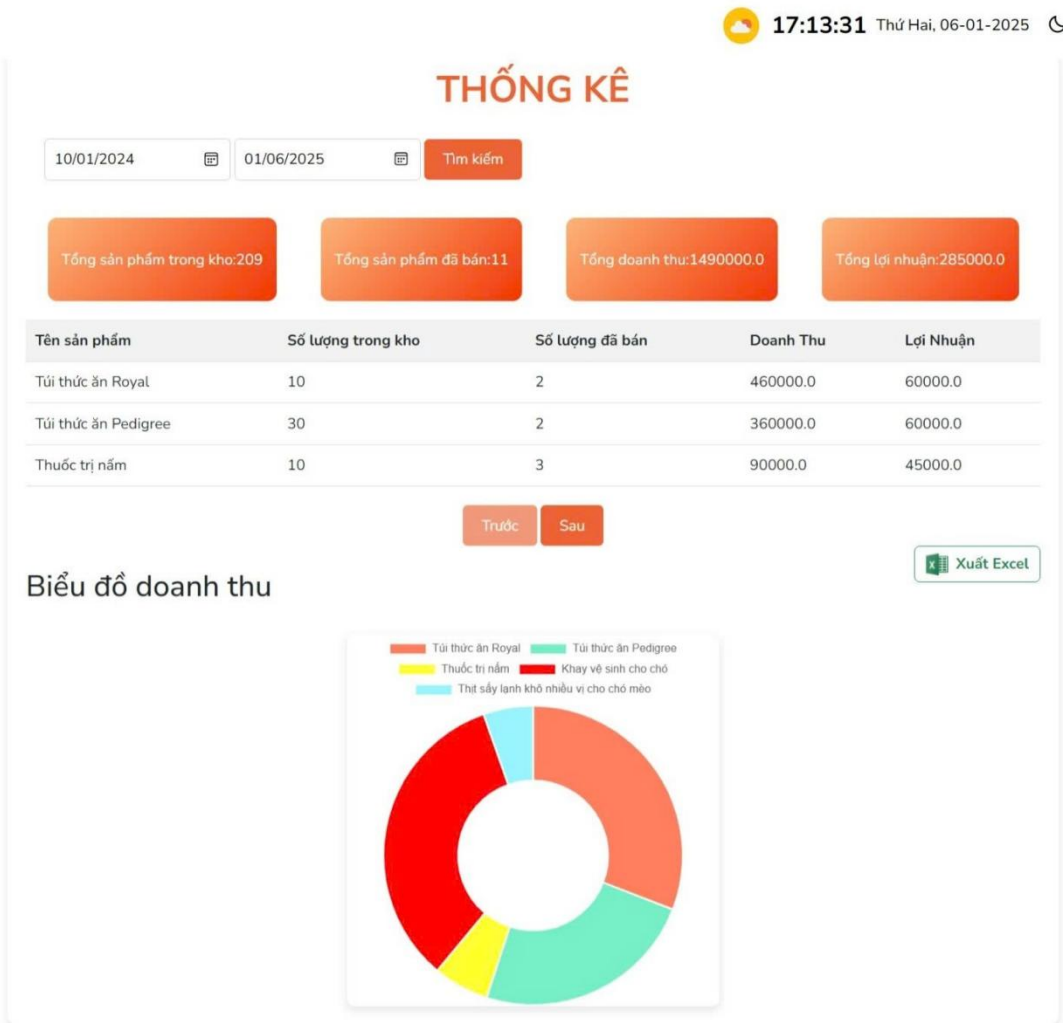 17:13:31 Thứ Hai, 06-01-2025
THỐNG KÊ
10/01/2024 01/06/2025 Tìm kiếm
Tổng sản phẩm trong kho:209 Tổng sản phẩm đã bán:11 Tổng doanh thu:1490000.0 Tổng lợi nhuận:285000.0
Tên sản phẩm Số lượng trong kho Số lượng đã bán Doanh Thu Lợi Nhuận
Túi thức ăn Royal 10 2 460000.0 60000.0
Túi thức ăn Pedigree 30 2 360000.0 60000.0
Thuốc trị nấm 10 3 90000.0 45000.0
Trước Sau
Xuất Excel
Biểu đồ doanh thu
Túi thức ăn Royal Túi thức ăn Pedigree
Thuốc trị nấm Khay vệ sinh cho chó
Thịt sấy lạnh khô nhiều vị cho chó mèo